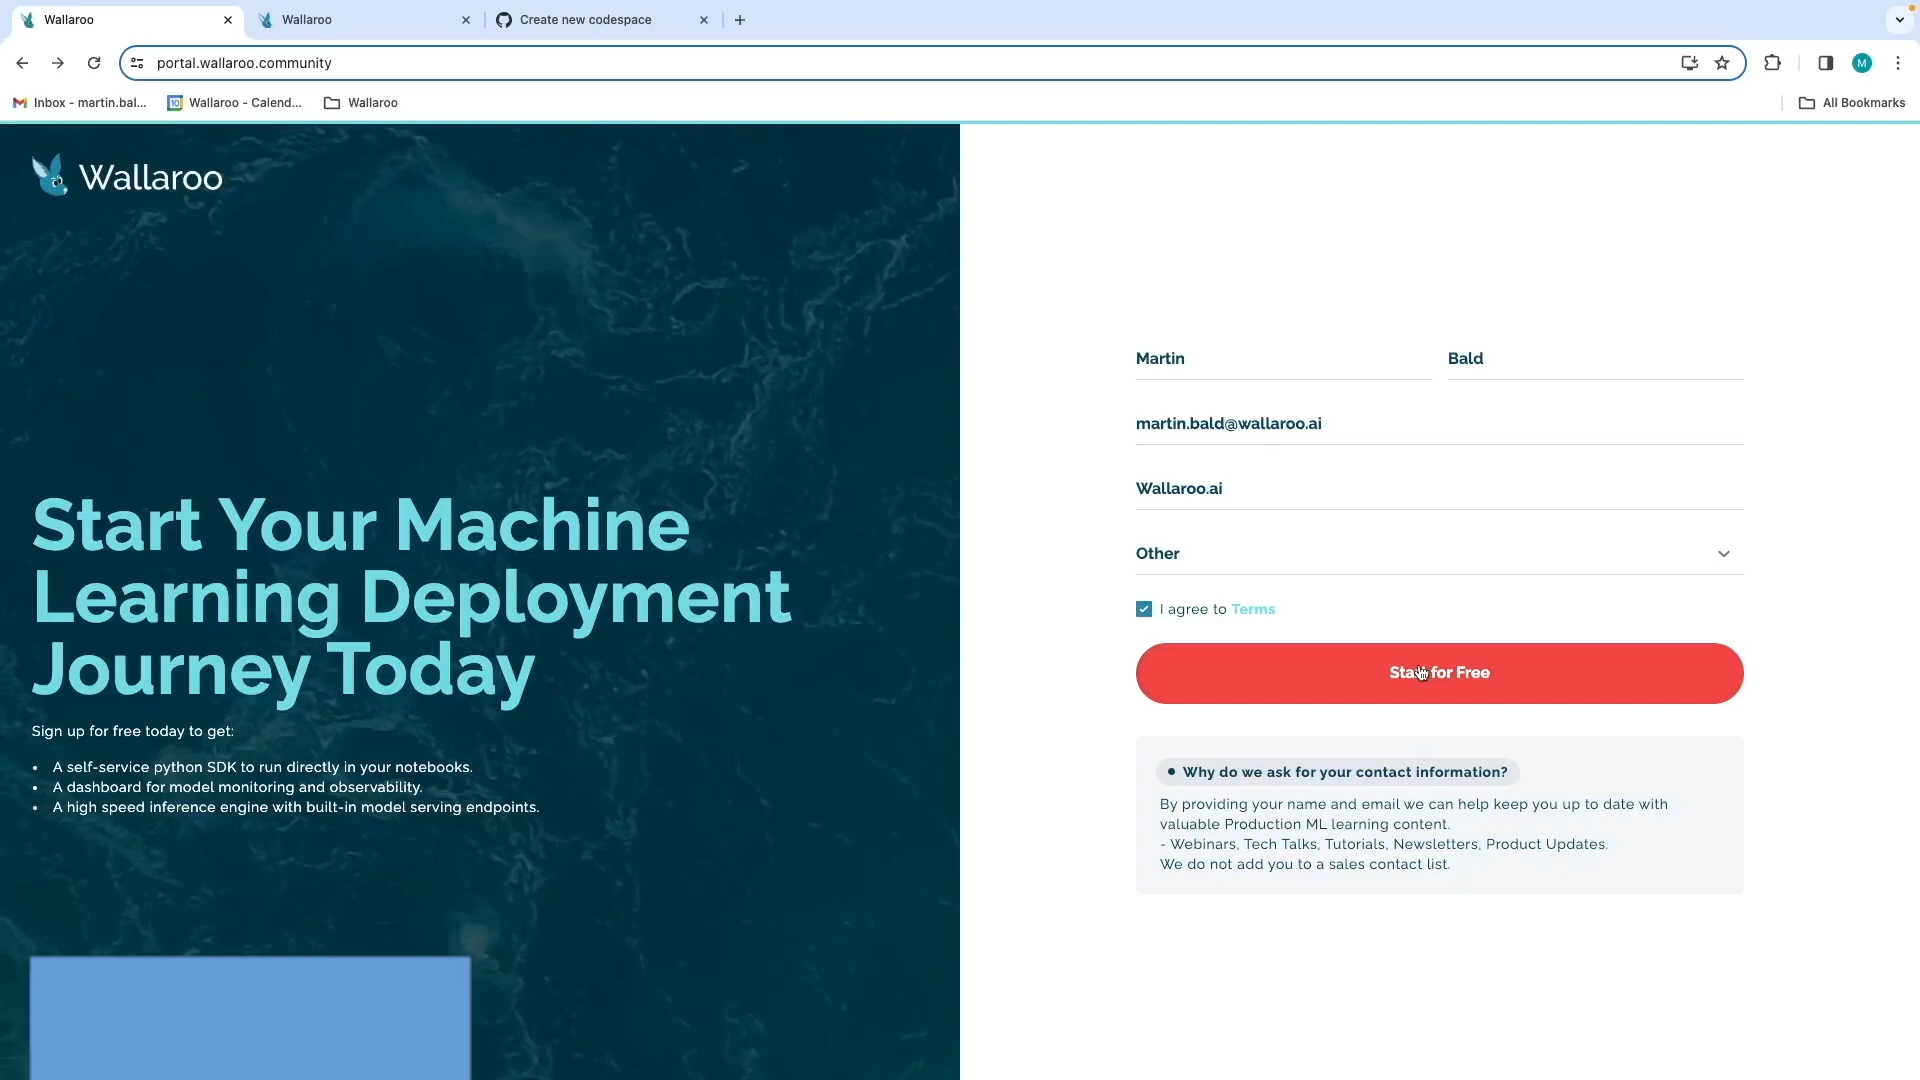 Wallaroo
Wallaroo
Create new codespace
portal.wallaroo.community
M
Inbox - martin.bal...
10
Wallaroo - Calend...
Wallaroo
All Bookmarks
Wallaroo
Start Your Machine
Learning Deployment
Journey Today
Sign up for free today to get:
• A self-service python SDK to run directly in your notebooks.
• A dashboard for model monitoring and observability.
• A high speed inference engine with built-in model serving endpoints.
Martin
Bald
martin.bald@wallaroo.ai
Wallaroo.ai
Other
I agree to Terms
Start for Free
• Why do we ask for your contact information?
By providing your name and email we can help keep you up to date with
valuable Production ML learning content.
- Webinars, Tech Talks, Tutorials, Newsletters, Product Updates.
We do not add you to a sales contact list.